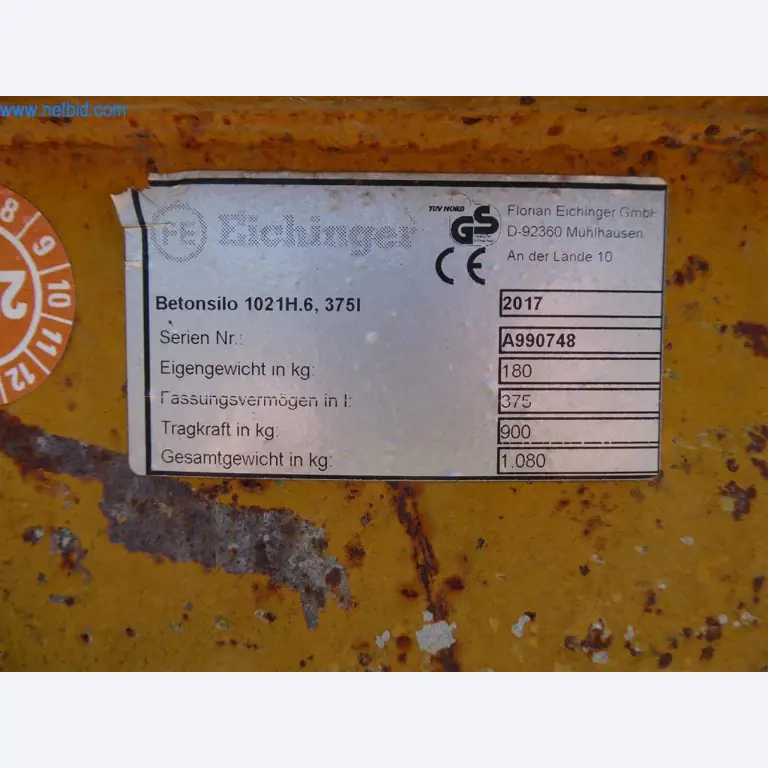 www.netbid.com
FE Eichinger
TÜV NORD
GS
CE
Florian Eichinger GmbH
D-92360 Mühlhausen
An der Lände 10
Betonsilo 1021H.6, 375l
2017
Serien Nr.:
A990748
Eigengewicht in kg:
180
Fassungsvermögen in l:
375
Tragkraft in kg:
900
Gesamtgewicht in kg:
1.080
8
9
10
11
12
2